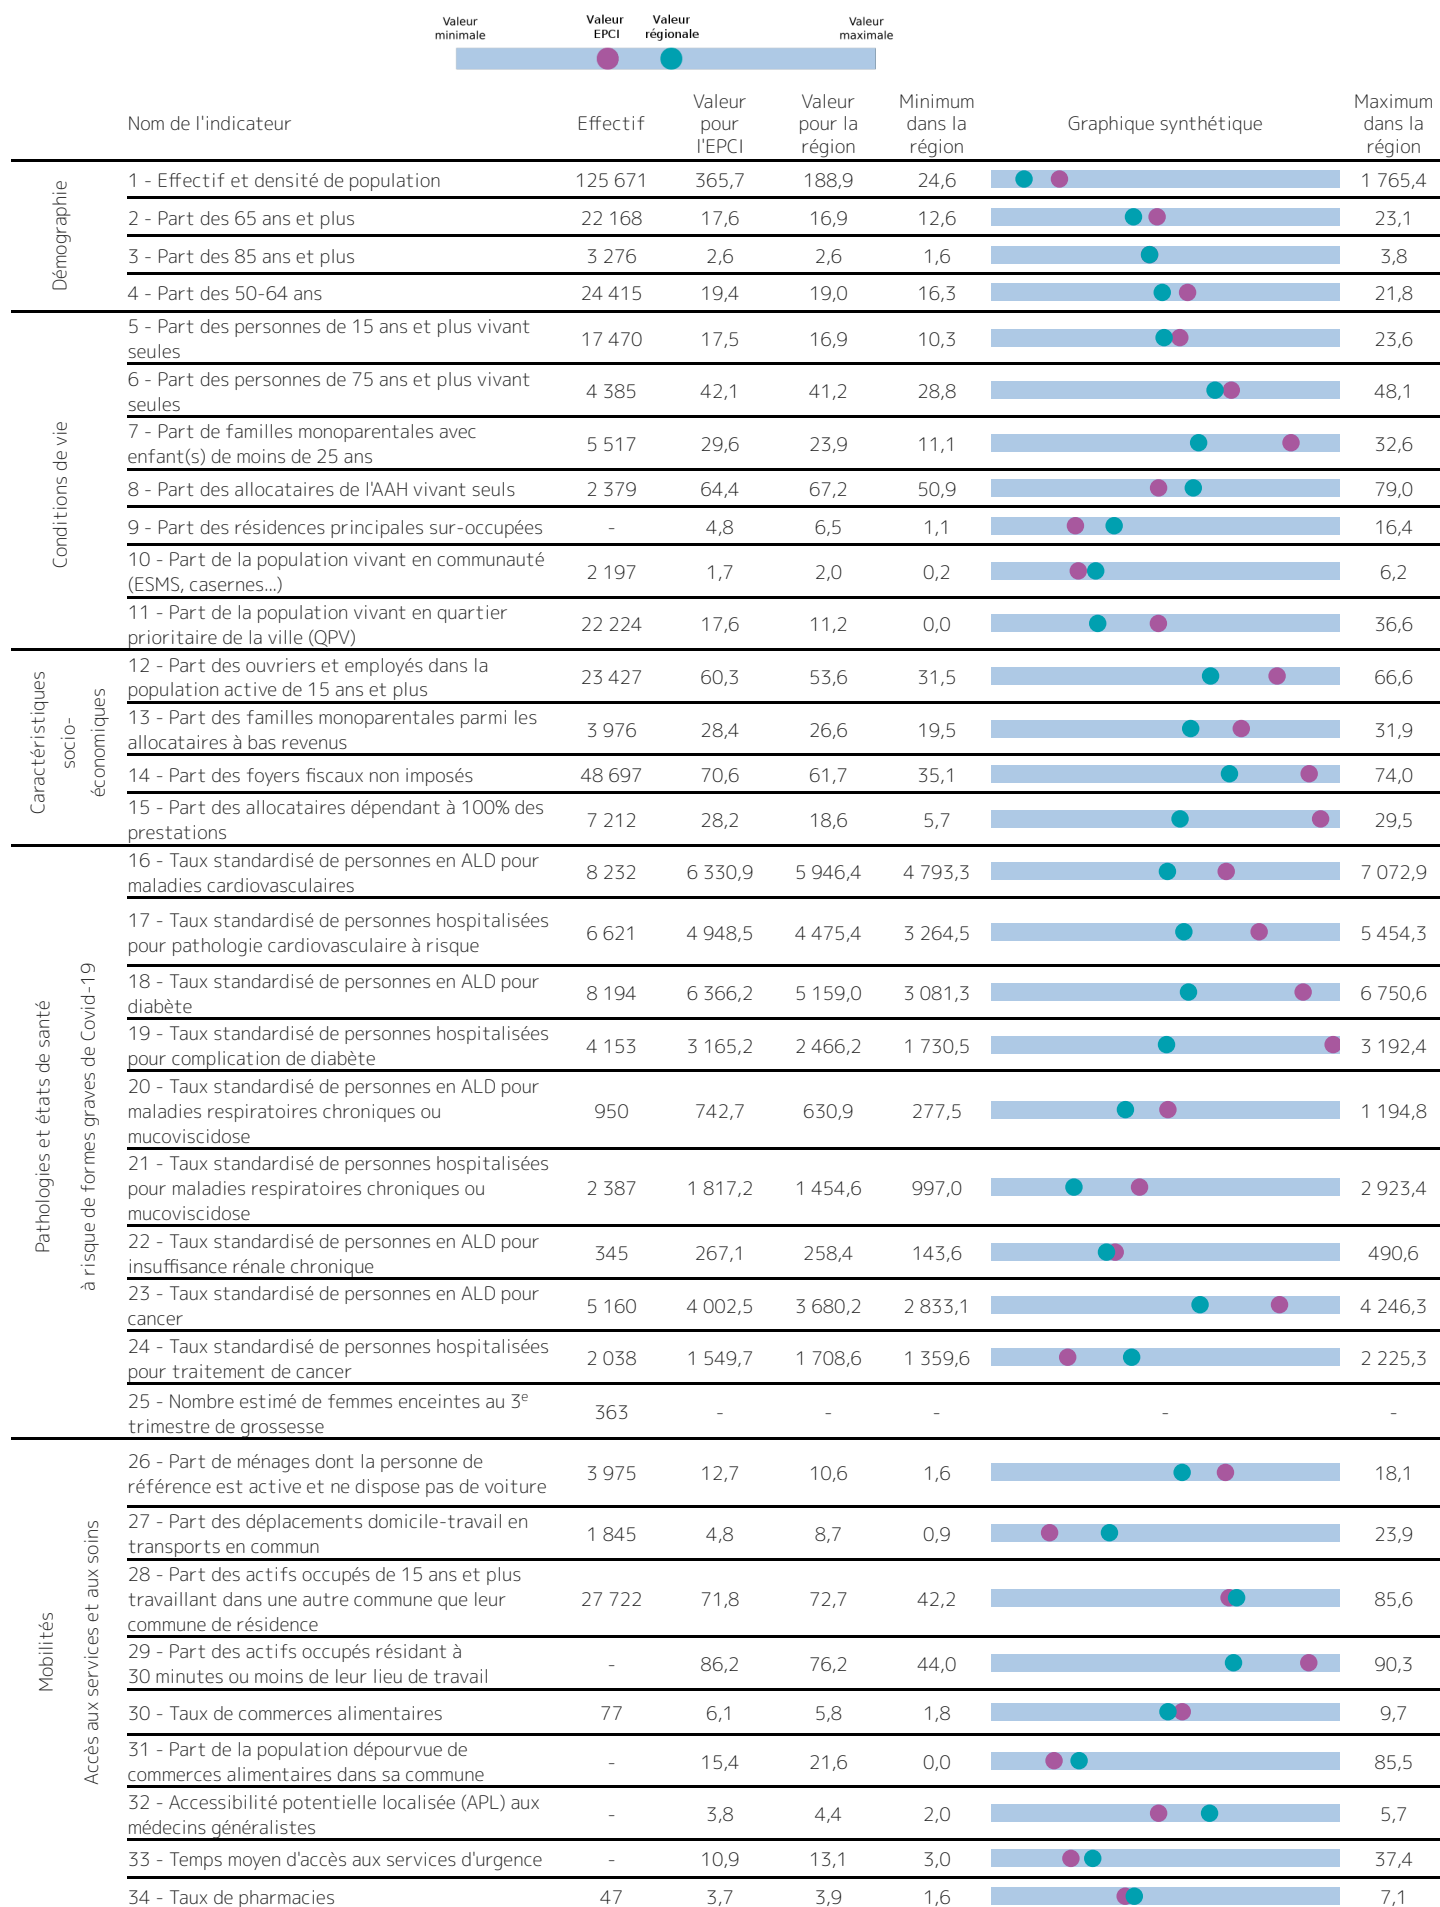 Valeur minimale
Valeur EPCI
Valeur régionale
Valeur maximale
Nom de l'indicateur
Effectif
Valeur pour l'EPCI
Valeur pour la région
Minimum dans la région
Graphique synthétique
Maximum dans la région
Démographie
1 - Effectif et densité de population 125 671 365,7 188,9 24,6 1 765,4
2 - Part des 65 ans et plus 22 168 17,6 16,9 12,6 23,1
3 - Part des 85 ans et plus 3 276 2,6 2,6 1,6 3,8
4 - Part des 50-64 ans 24 415 19,4 19,0 16,3 21,8
Conditions de vie
5 - Part des personnes de 15 ans et plus vivant
seules 17 470 17,5 16,9 10,3 23,6
6 - Part des personnes de 75 ans et plus vivant
seules 4 385 42,1 41,2 28,8 48,1
7 - Part de familles monoparentales avec
enfant(s) de moins de 25 ans 5 517 29,6 23,9 11,1 32,6
8 - Part des allocataires de l'AAH vivant seuls 2 379 64,4 67,2 50,9 79,0
9 - Part des résidences principales sur-occupées - 4,8 6,5 1,1 16,4
10 - Part de la population vivant en communauté
(ESMS, casernes...) 2 197 1,7 2,0 0,2 6,2
11 - Part de la population vivant en quartier
prioritaire de la ville (QPV) 22 224 17,6 11,2 0,0 36,6
Caractéristiques
socio-
économiques
12 - Part des ouvriers et employés dans la
population active de 15 ans et plus 23 427 60,3 53,6 31,5 66,6
13 - Part des familles monoparentales parmi les
allocataires à bas revenus 3 976 28,4 26,6 19,5 31,9
14 - Part des foyers fiscaux non imposés 48 697 70,6 61,7 35,1 74,0
15 - Part des allocataires dépendant à 100% des
prestations 7 212 28,2 18,6 5,7 29,5
Pathologies et états de santé
à risque de formes graves de Covid-19
16 - Taux standardisé de personnes en ALD pour
maladies cardiovasculaires 8 232 6 330,9 5 946,4 4 793,3 7 072,9
17 - Taux standardisé de personnes hospitalisées
pour pathologie cardiovasculaire à risque 6 621 4 948,5 4 475,4 3 264,5 5 454,3
18 - Taux standardisé de personnes en ALD pour
diabète 8 194 6 366,2 5 159,0 3 081,3 6 750,6
19 - Taux standardisé de personnes hospitalisées
pour complication de diabète 4 153 3 165,2 2 466,2 1 730,5 3 192,4
20 - Taux standardisé de personnes en ALD pour
maladies respiratoires chroniques ou
mucoviscidose 950 742,7 630,9 277,5 1 194,8
21 - Taux standardisé de personnes hospitalisées
pour maladies respiratoires chroniques ou
mucoviscidose 2 387 1 817,2 1 454,6 997,0 2 923,4
22 - Taux standardisé de personnes en ALD pour
insuffisance rénale chronique 345 267,1 258,4 143,6 490,6
23 - Taux standardisé de personnes en ALD pour
cancer 5 160 4 002,5 3 680,2 2 833,1 4 246,3
24 - Taux standardisé de personnes hospitalisées
pour traitement de cancer 2 038 1 549,7 1 708,6 1 359,6 2 225,3
25 - Nombre estimé de femmes enceintes au 3e
trimestre de grossesse 363 - - - - -
Mobilités
Accès aux services et aux soins
26 - Part de ménages dont la personne de
référence est active et ne dispose pas de voiture 3 975 12,7 10,6 1,6 18,1
27 - Part des déplacements domicile-travail en
transports en commun 1 845 4,8 8,7 0,9 23,9
28 - Part des actifs occupés de 15 ans et plus
travaillant dans une autre commune que leur
commune de résidence 27 722 71,8 72,7 42,2 85,6
29 - Part des actifs occupés résidant à
30 minutes ou moins de leur lieu de travail - 86,2 76,2 44,0 90,3
30 - Taux de commerces alimentaires 77 6,1 5,8 1,8 9,7
31 - Part de la population dépourvue de
commerces alimentaires dans sa commune - 15,4 21,6 0,0 85,5
32 - Accessibilité potentielle localisée (APL) aux
médecins généralistes - 3,8 4,4 2,0 5,7
33 - Temps moyen d'accès aux services d'urgence - 10,9 13,1 3,0 37,4
34 - Taux de pharmacies 47 3,7 3,9 1,6 7,1